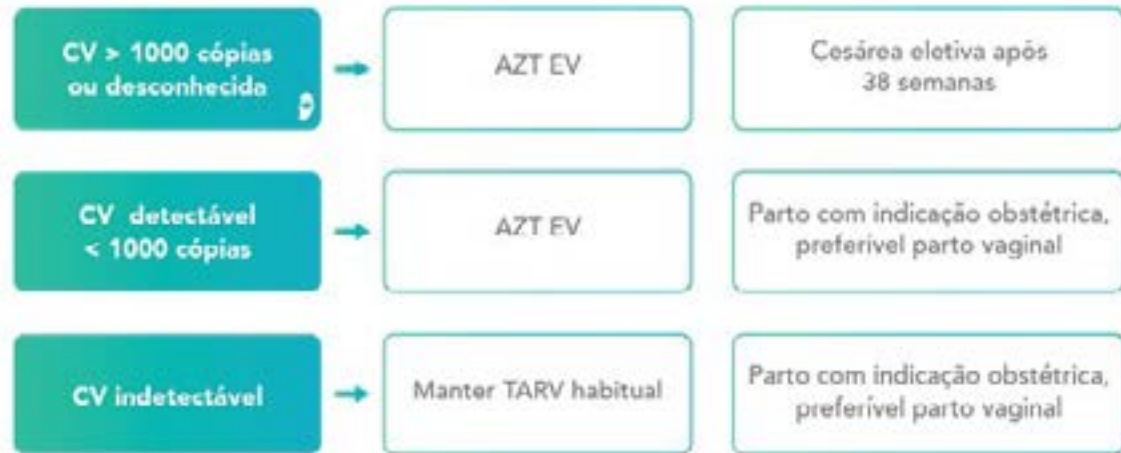 CV > 1000 cópias
ou desconhecida
AZT EV
Cesárea eletiva após
38 semanas
CV detectável
< 1000 cópias
AZT EV
Parto com indicação obstétrica,
preferível parto vaginal
CV indetectável
Manter TARV habitual
Parto com indicação obstétrica,
preferível parto vaginal